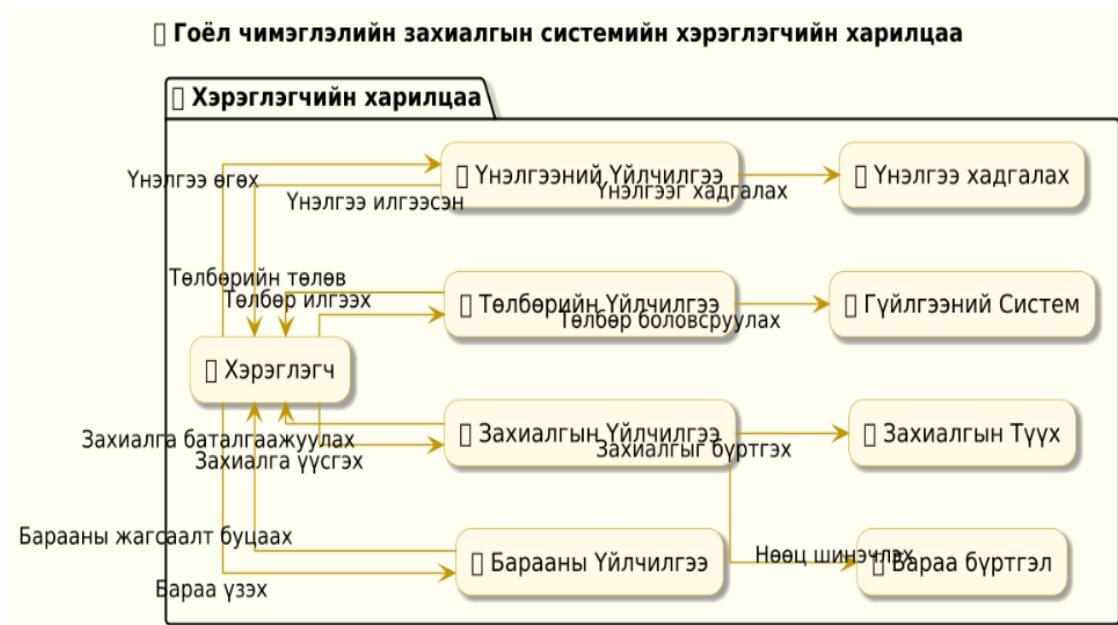 Гоёл чимэглэлийн захиалгын системийн хэрэглэгчийн харилцаа
Хэрэглэгчийн харилцаа
Үнэлгээ өгөх
Үнэлгээний Үйлчилгээ
Үнэлгээг хадгалах
Үнэлгээ хадгалах
Үнэлгээ илгээсэн
Төлбөрийн төлөв
Төлбөр илгээх
Төлбөрийн Үйлчилгээ
Төлбөр боловсруулах
Гүйлгээний Систем
Хэрэглэгч
Захиалга баталгаажуулах
Захиалга үүсгэх
Захиалгын Үйлчилгээ
Захиалгыг бүртгэх
Захиалгын Түүх
Барааны жагсаалт буцаах
Бараа үзэх
Барааны Үйлчилгээ
Нөөц шинэчлэх
Бараа бүртгэл